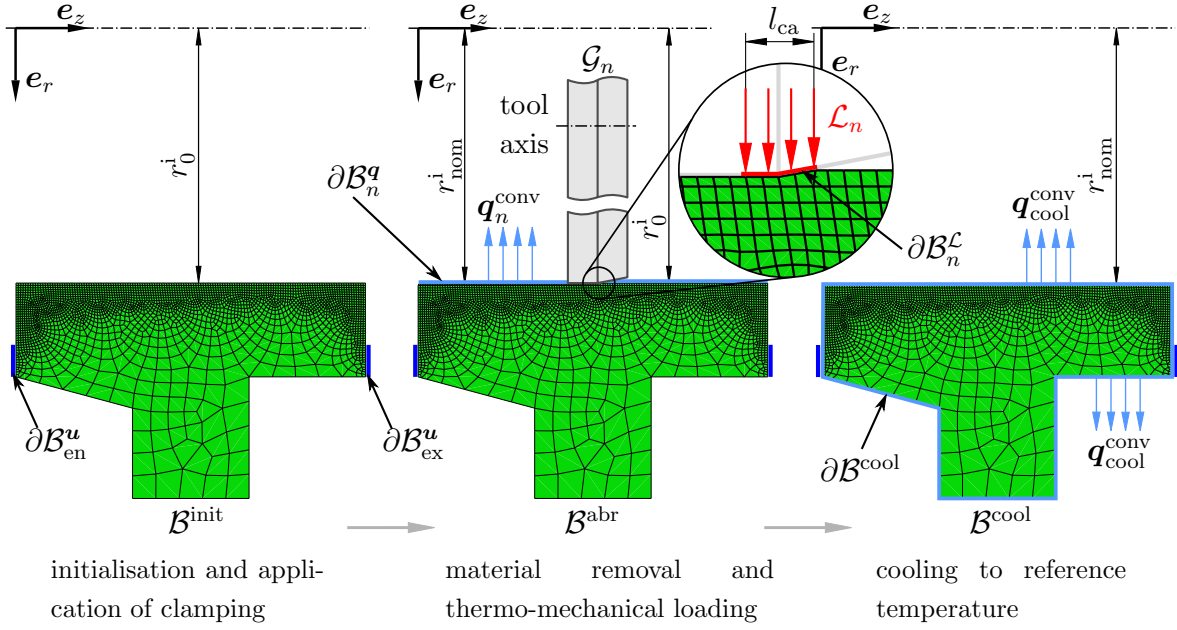 e_z
e_r
r_0^i
∂B_en^u
∂B_ex^u
B^init
initialisation and appli-
cation of clamping
e_z
e_r
r_nom^i
∂B_n^q
q_n^conv
G_n
tool
axis
r_0^i
l_ca
L_n
∂B_n^L
B^abr
material removal and
thermo-mechanical loading
e_z
e_r
r_nom^i
q_cool^conv
q_cool^conv
∂B^cool
B^cool
cooling to reference
temperature